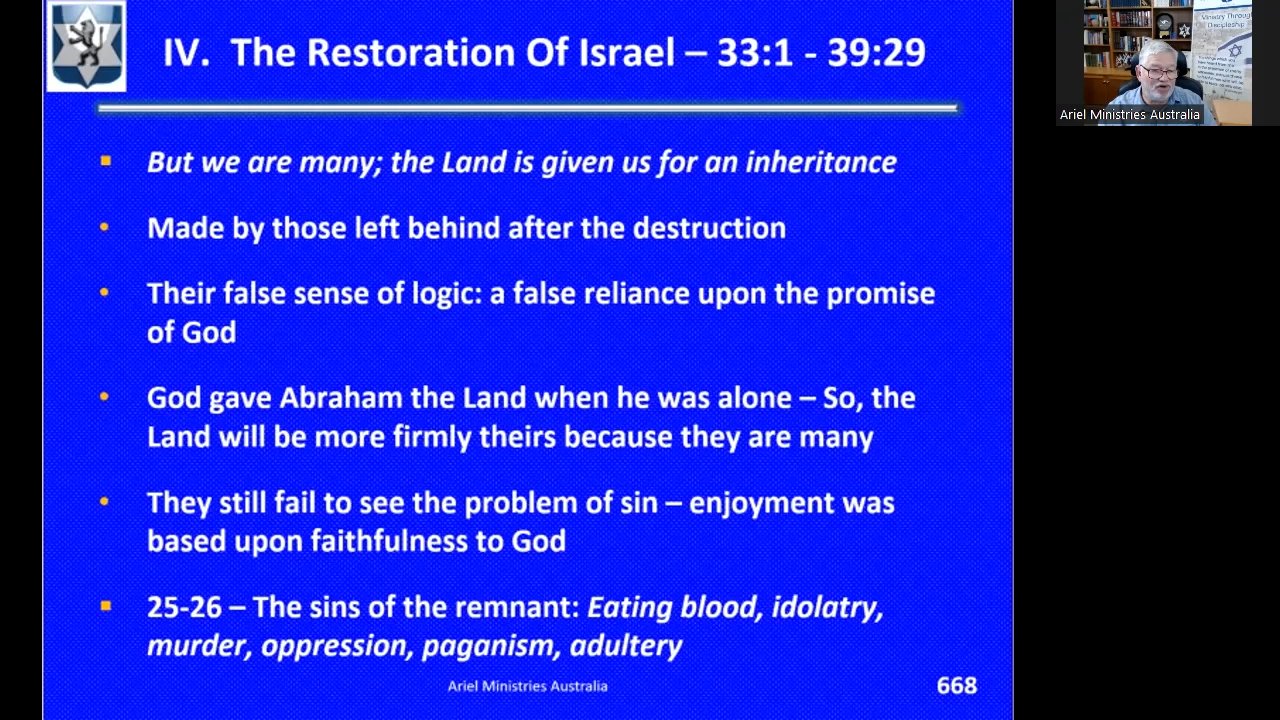 IV. The Restoration Of Israel – 33:1 - 39:29
But we are many; the Land is given us for an inheritance
Made by those left behind after the destruction
Their false sense of logic: a false reliance upon the promise
of God
God gave Abraham the Land when he was alone – So, the
Land will be more firmly theirs because they are many
They still fail to see the problem of sin – enjoyment was
based upon faithfulness to God
25-26 – The sins of the remnant: Eating blood, idolatry,
murder, oppression, paganism, adultery
Ariel Ministries Australia
668
Ministry Through
Discipleship
Ariel Ministries Australia